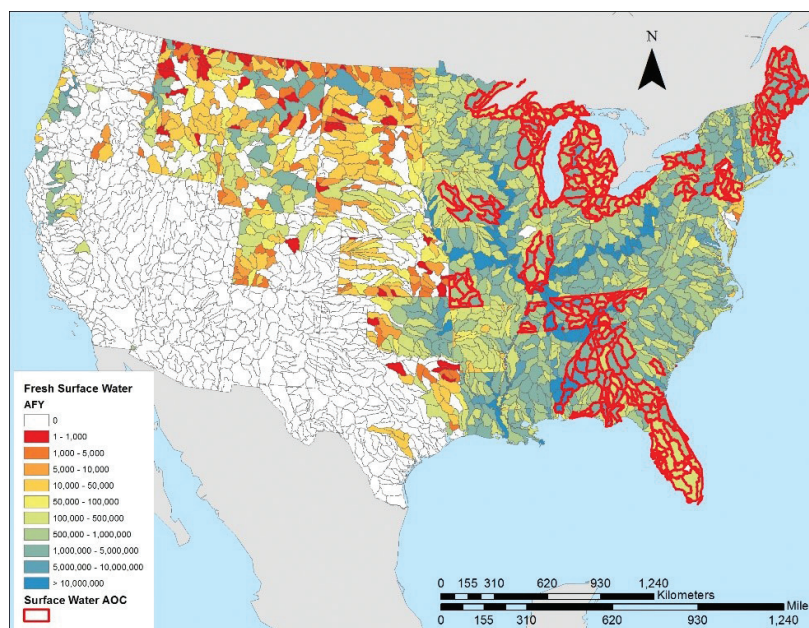 N
Fresh Surface Water
AFY
0
1 - 1,000
1,000 - 5,000
5,000 - 10,000
10,000 - 50,000
50,000 - 100,000
100,000 - 500,000
500,000 - 1,000,000
1,000,000 - 5,000,000
5,000,000 - 10,000,000
> 10,000,000
Surface Water AOC
0 155 310 620 930 1,240
Kilometers
Mile
0 155 310 620 930 1,240